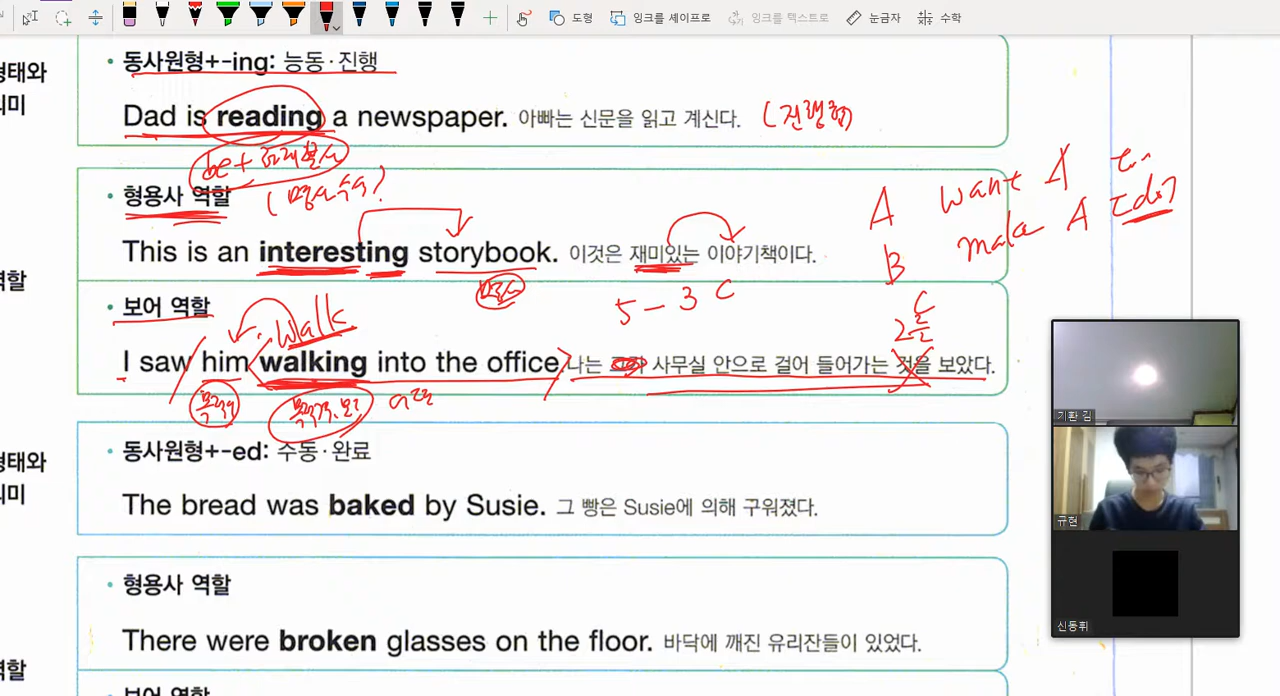 도형 잉크를 셰이프로 잉크를 텍스트로 눈금자 수학
형태와
의미
• 동사원형+-ing: 능동·진행
Dad is reading a newspaper. 아빠는 신문을 읽고 계신다. (진행형)
be + 현재분사
• 형용사 역할 (명사 수식)
This is an interesting storybook. 이것은 재미있는 이야기책이다.
명사
5 - 3 C
A want A to
B make A do
역할
• 보어 역할
walk
I saw him walking into the office. 나는 사무실 안으로 걸어 들어가는 것을 보았다.
목적어 목적격.보어
형태와
의미
• 동사원형+-ed: 수동·완료
The bread was baked by Susie. 그 빵은 Susie에 의해 구워졌다.
• 형용사 역할
There were broken glasses on the floor. 바닥에 깨진 유리잔들이 있었다.
역할
• 보어 역할
기환 김
규현
신동휘